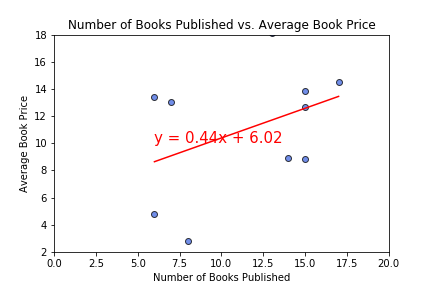 Number of Books Published vs. Average Book Price
18
16
14
12
10
8
6
4
2
Average Book Price
y = 0.44x + 6.02
0.0 2.5 5.0 7.5 10.0 12.5 15.0 17.5 20.0
Number of Books Published